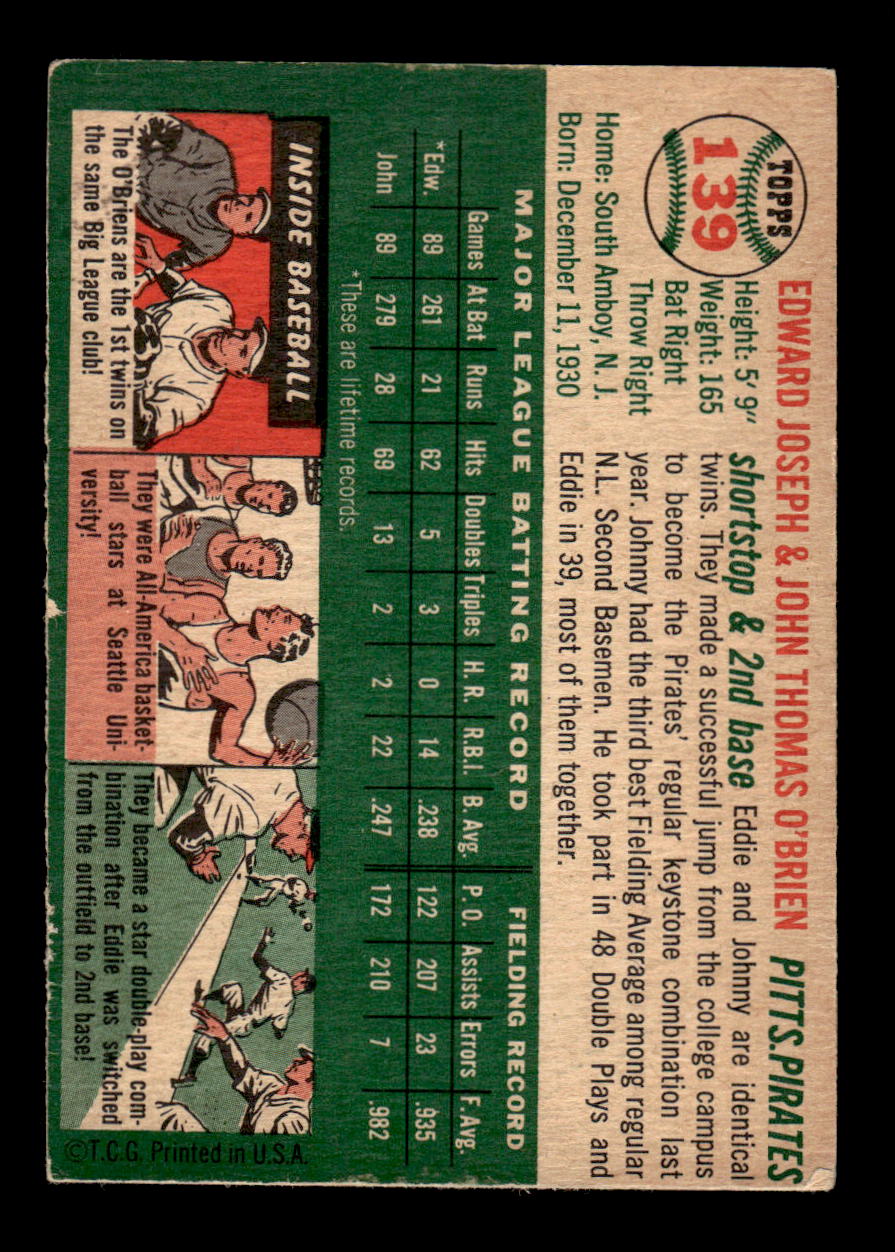 TOPPS
139
EDWARD JOSEPH & JOHN THOMAS O'BRIEN PITTS. PIRATES
Height: 5' 9"
Weight: 165
Bat Right
Throw Right
Home: South Amboy, N. J.
Born: December 11, 1930
shortstop & 2nd base Eddie and Johnny are identical
twins. They made a successful jump from the college campus
to become the Pirates' regular keystone combination last
year. Johnny had the third best Fielding Average among regular
N.L. Second Basemen. He took part in 48 Double Plays and
Eddie in 39, most of them together.
MAJOR LEAGUE BATTING RECORD FIELDING RECORD
Games At Bat Runs Hits Doubles Triples H. R. R.B.I. B. Avg. P. O. Assists Errors F. Avg.
*Edw. 89 261 21 62 5 3 0 14 .238 122 207 23 .935
John 89 279 28 69 13 2 2 22 .247 172 210 7 .982
*These are lifetime records.
INSIDE BASEBALL
The O'Briens are the 1st twins on
the same Big League club!
They were All-America basket-
ball stars at Seattle Uni-
versity!
They became a star double-play com-
bination after Eddie was switched
from the outfield to 2nd base!
©T.C.G. Printed in U.S.A.